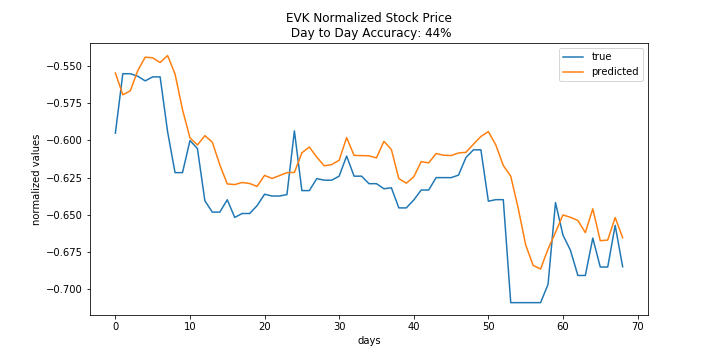 EVK Normalized Stock Price
Day to Day Accuracy: 44%
true
predicted
normalized values
−0.550
−0.575
−0.600
−0.625
−0.650
−0.675
−0.700
0
10
20
30
40
50
60
70
days